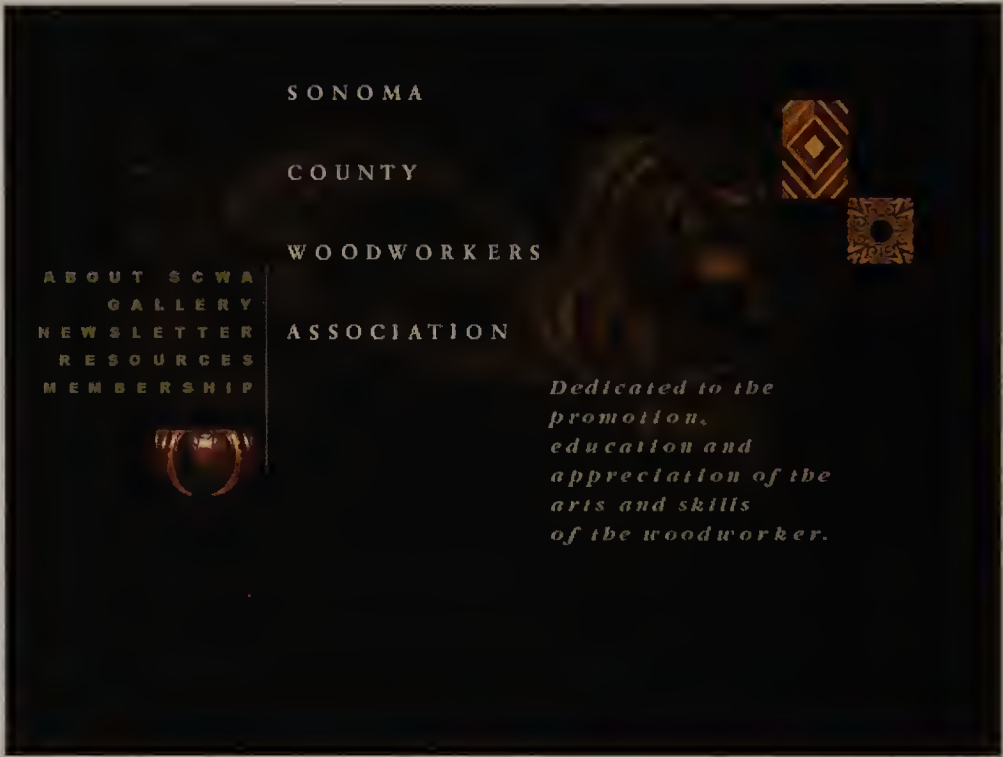 SONOMA
COUNTY
WOODWORKERS
ASSOCIATION
ABOUT SCWA
GALLERY
NEWSLETTER
RESOURCES
MEMBERSHIP
Dedicated to the
promotion,
education and
appreciation of the
arts and skills
of the woodworker.